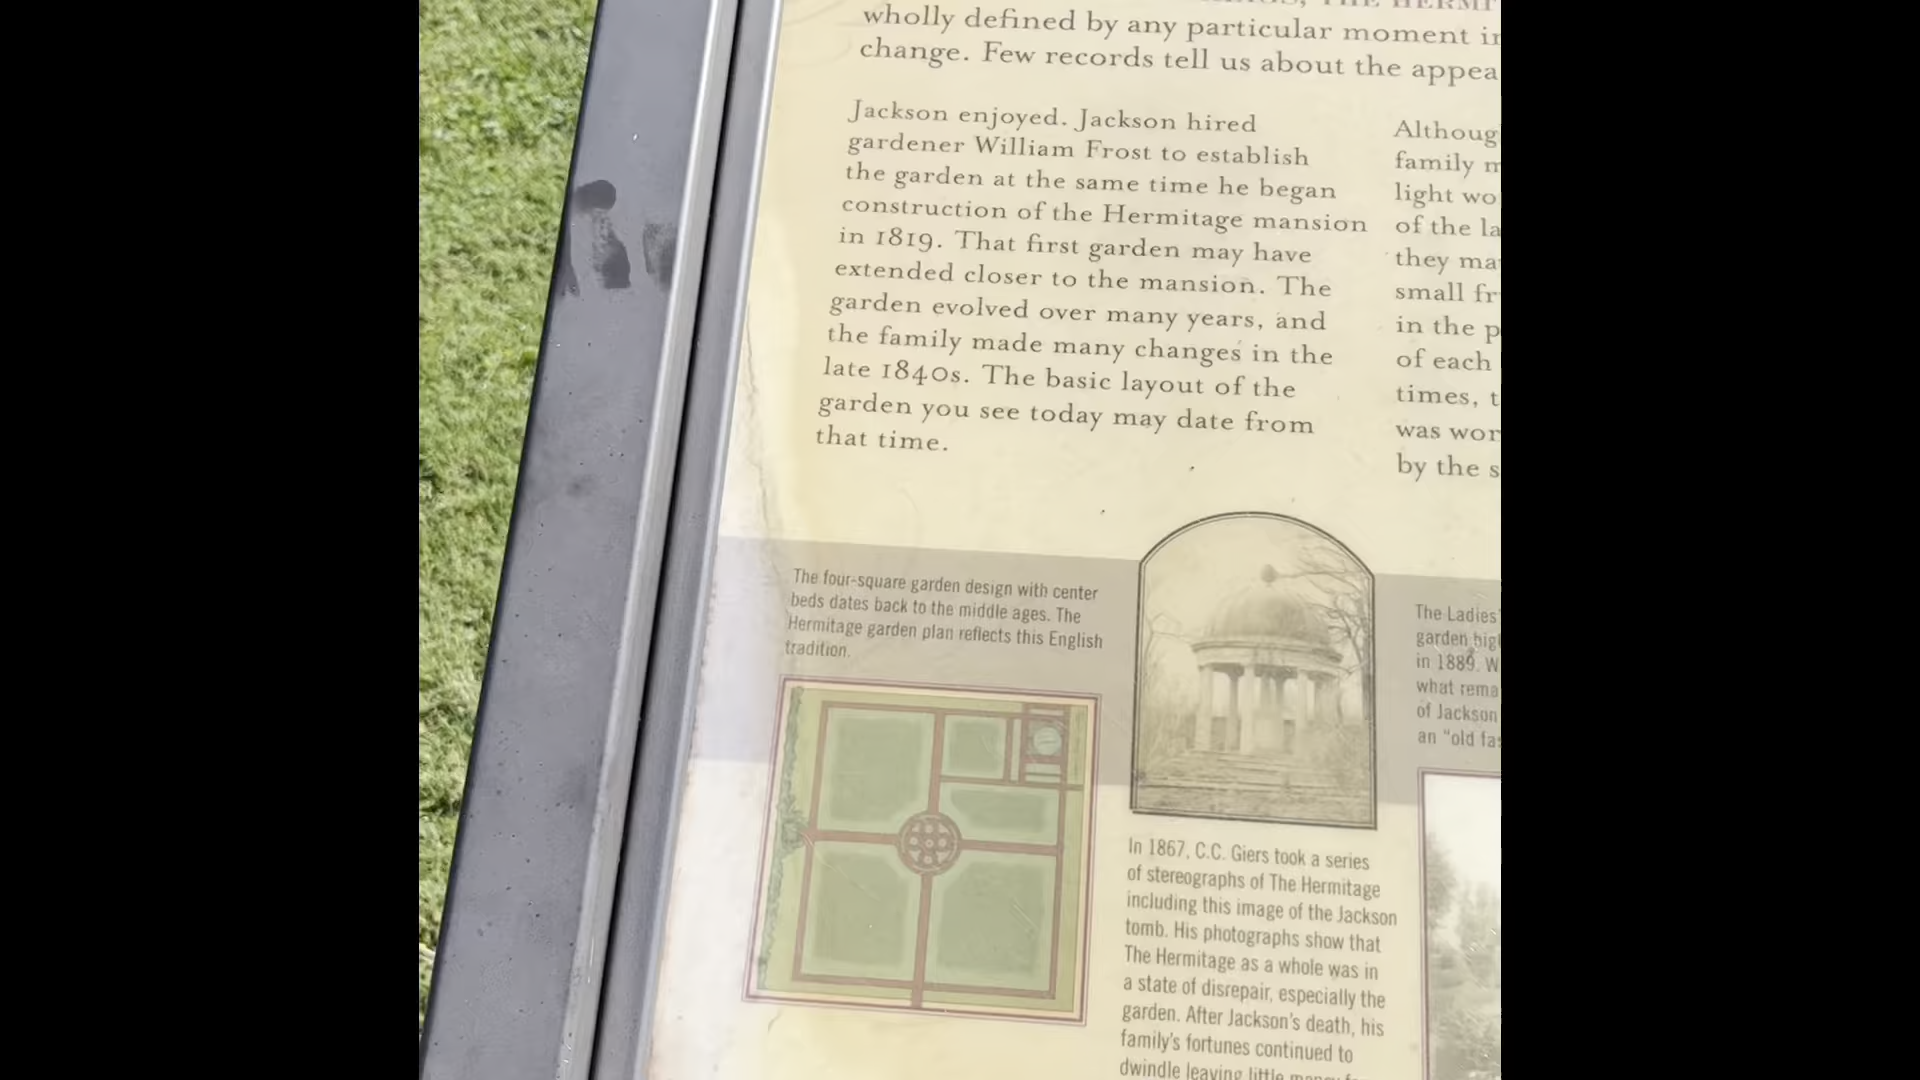 wholly defined by any particular moment in
change. Few records tell us about the appea
Jackson enjoyed. Jackson hired
gardener William Frost to establish
the garden at the same time he began
construction of the Hermitage mansion
in 1819. That first garden may have
extended closer to the mansion. The
garden evolved over many years, and
the family made many changes in the
late 1840s. The basic layout of the
garden you see today may date from
that time.
Althoug
family m
light wo
of the la
they ma
small fr
in the p
of each
times, t
was wor
by the s
The four-square garden design with center
beds dates back to the middle ages. The
Hermitage garden plan reflects this English
tradition.
In 1867, C.C. Giers took a series
of stereographs of The Hermitage
including this image of the Jackson
tomb. His photographs show that
The Hermitage as a whole was in
a state of disrepair, especially the
garden. After Jackson's death, his
family's fortunes continued to
dwindle leaving little money
The Ladies'
garden big
in 1889. W
what rema
of Jackson
an "old fa